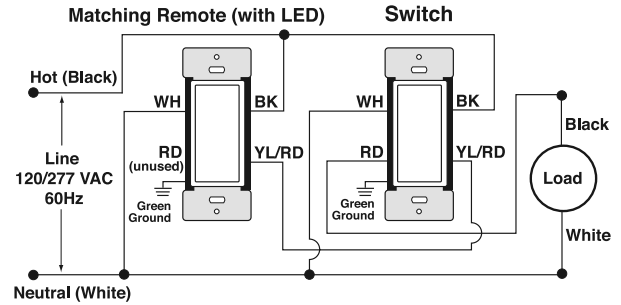 Matching Remote (with LED)
Switch
Hot (Black)
WH
BK
WH
BK
Black
Line
120/277 VAC
60Hz
RD
(unused)
YL/RD
RD
YL/RD
Load
Green
Ground
Green
Ground
White
Neutral (White)